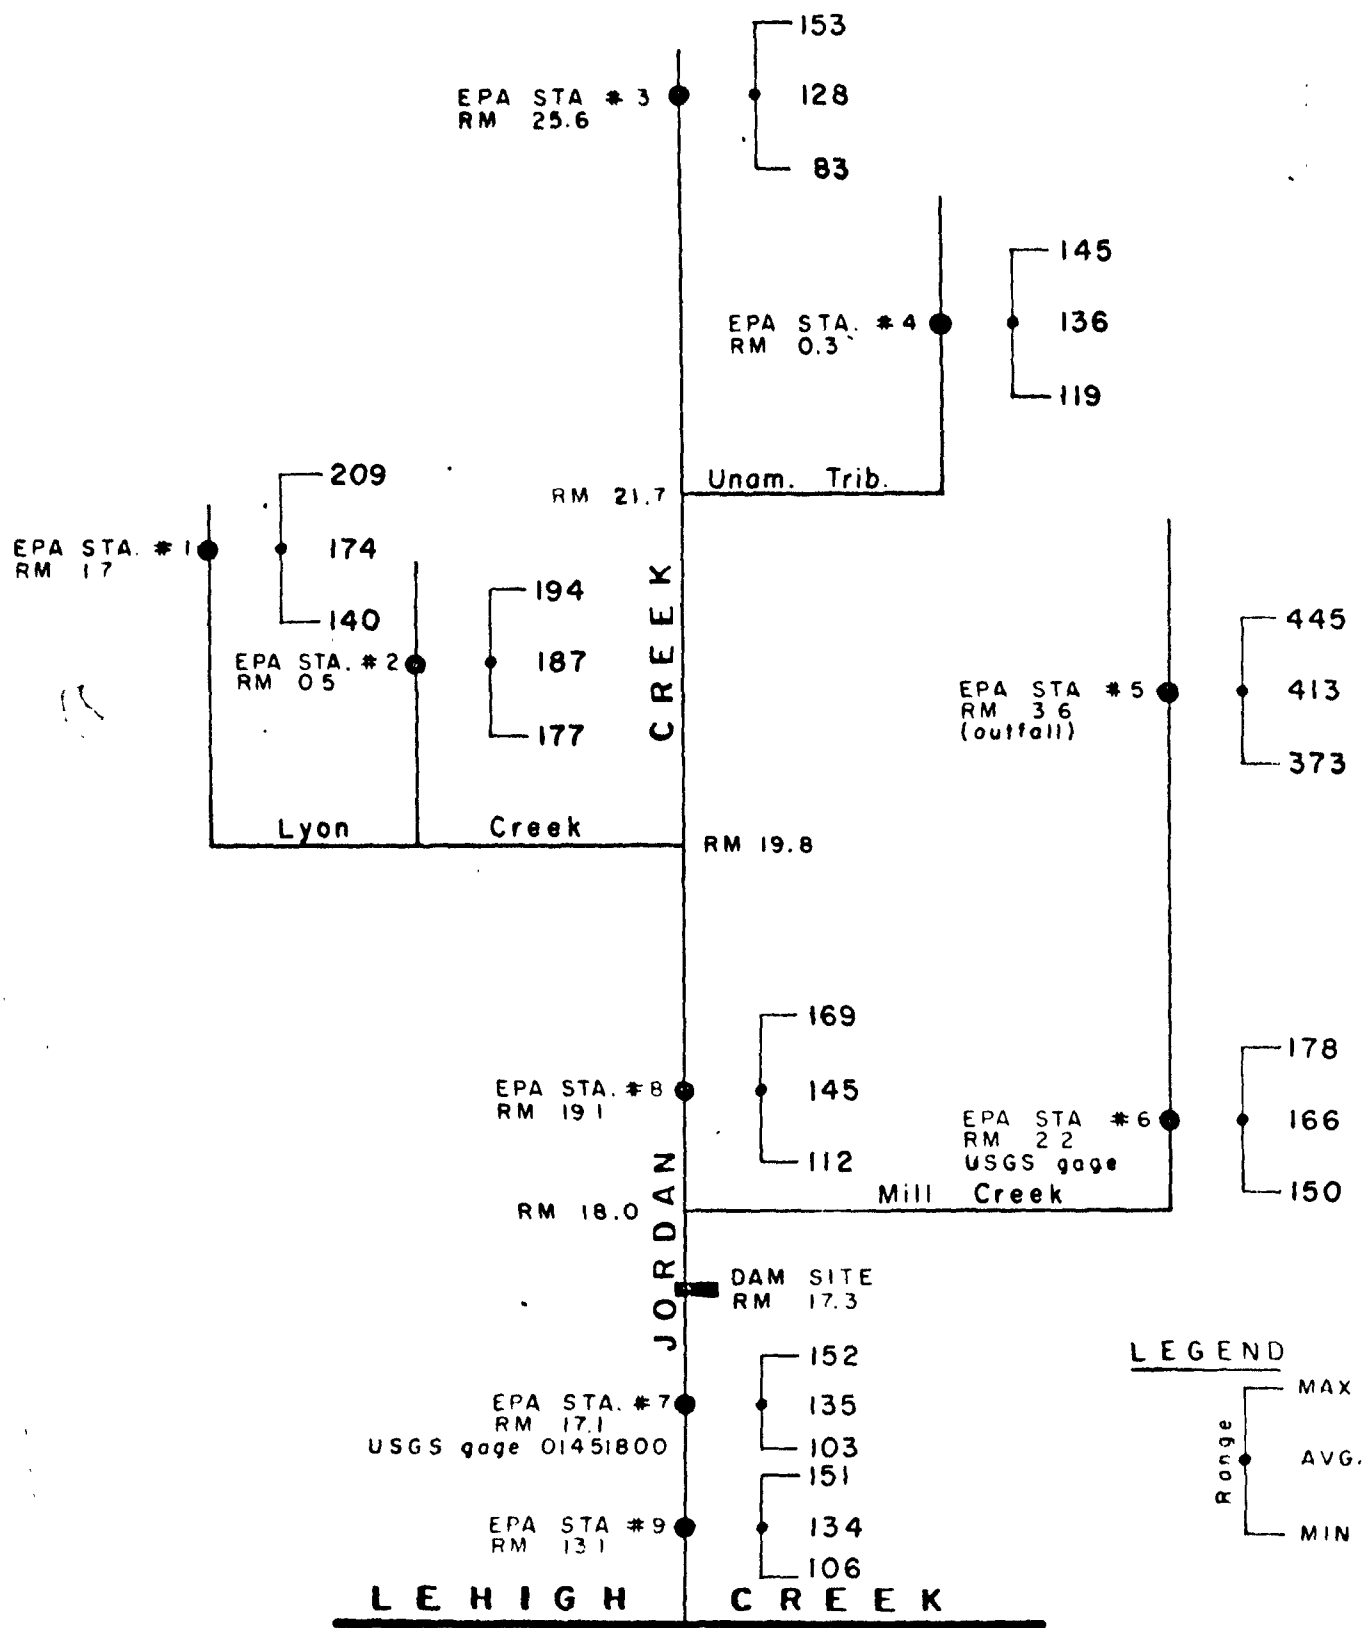 153
EPA STA # 3
RM 25.6
128
83
145
EPA STA. # 4
RM 0.3
136
119
Unam. Trib.
RM 21.7
209
EPA STA. # 1
RM 1 7
174
140
194
EPA STA. # 2
RM 0 5
187
177
445
EPA STA # 5
RM 3 6
(outfall)
413
373
Lyon Creek
RM 19.8
169
EPA STA. # 8
RM 19 1
145
112
178
EPA STA # 6
RM 2 2
USGS gage
166
150
Mill Creek
RM 18.0
JORDAN CREEK
DAM SITE
RM 17.3
152
EPA STA. # 7
RM 17.1
USGS gage 01451800
135
103
151
EPA STA # 9
RM 13 1
134
106
LEGEND
MAX
Range
AVG.
MIN
LEHIGH CREEK